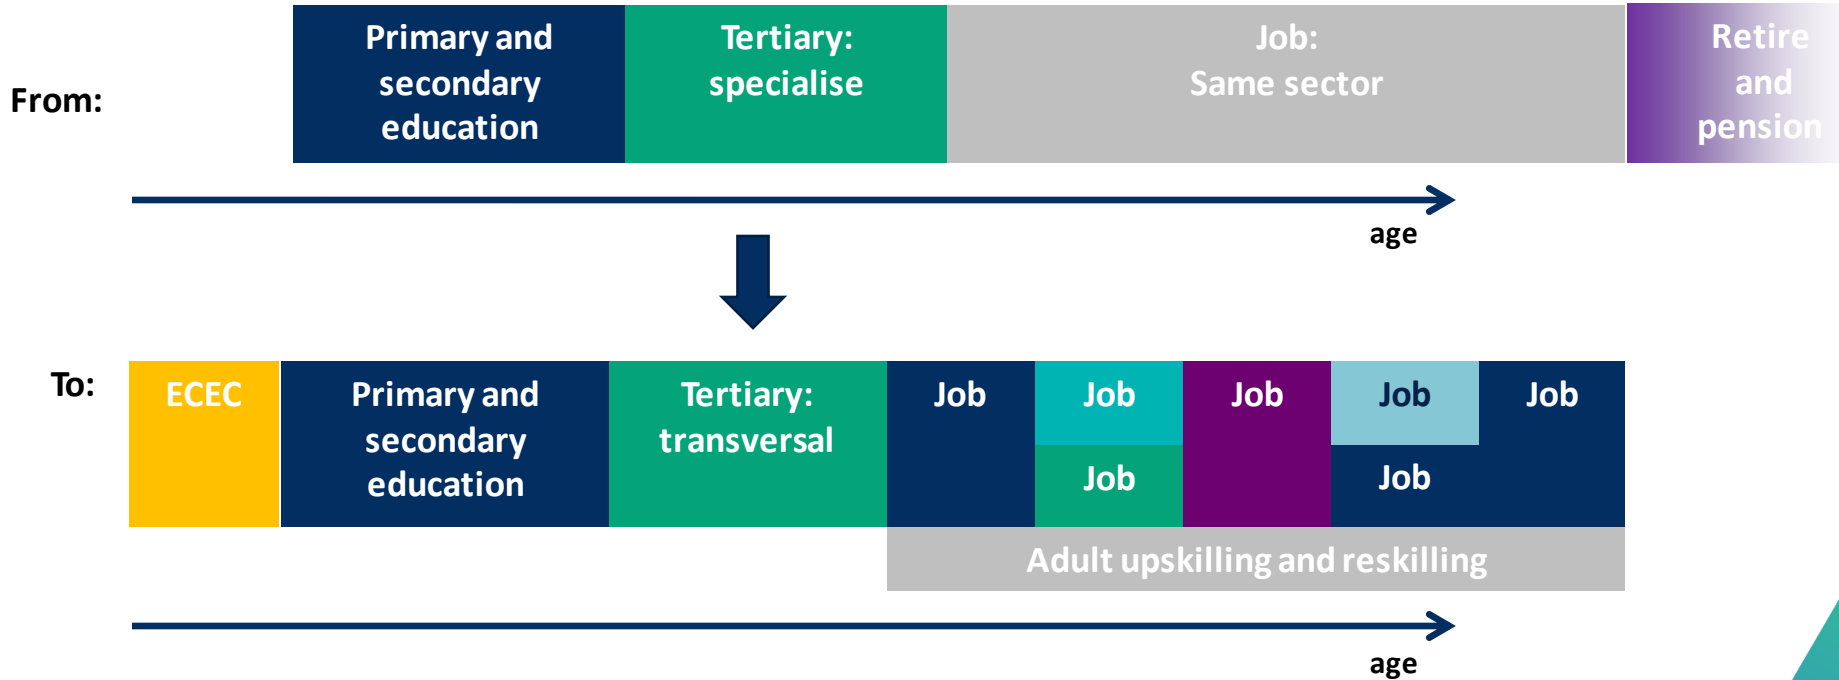 From:
Primary and
secondary
education
Tertiary:
specialise
Job:
Same sector
Retire
and
pension
age
To:
ECEC
Primary and
secondary
education
Tertiary:
transversal
Job
Job
Job
Job
Job
Job
Job
Adult upskilling and reskilling
age